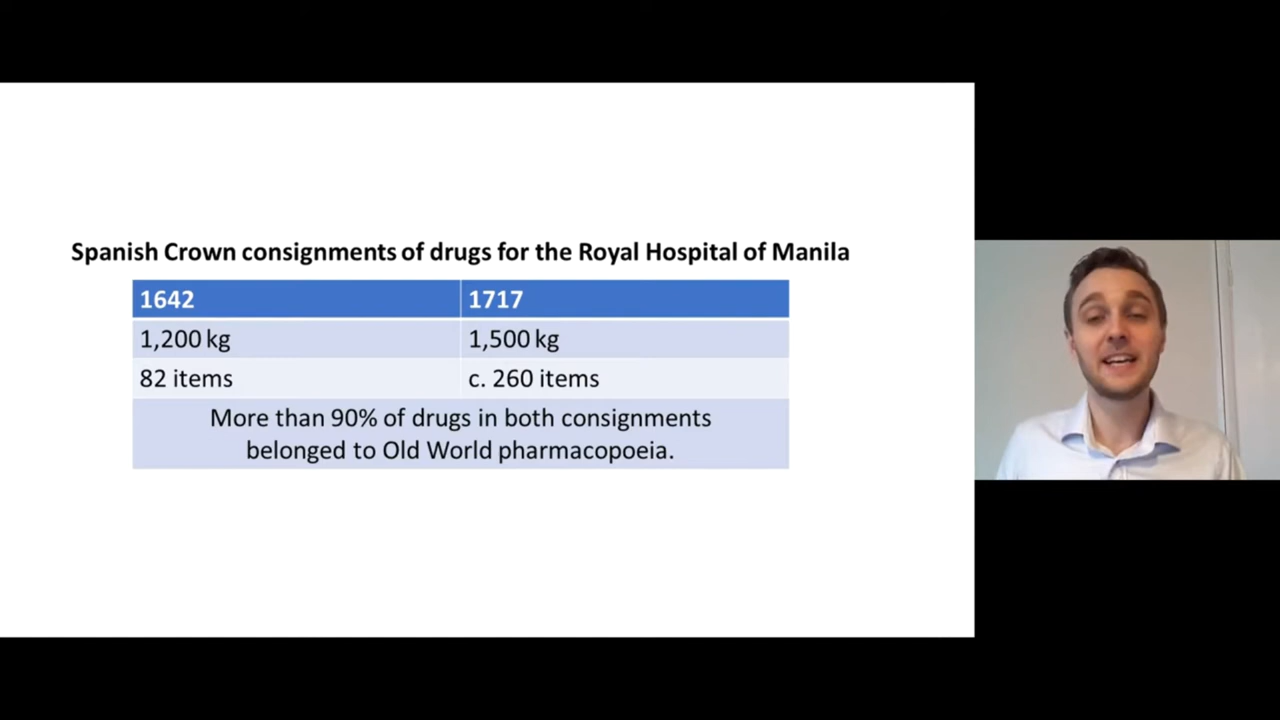 Spanish Crown consignments of drugs for the Royal Hospital of Manila
1642 1717
1,200 kg 1,500 kg
82 items c. 260 items
More than 90% of drugs in both consignments
belonged to Old World pharmacopoeia.